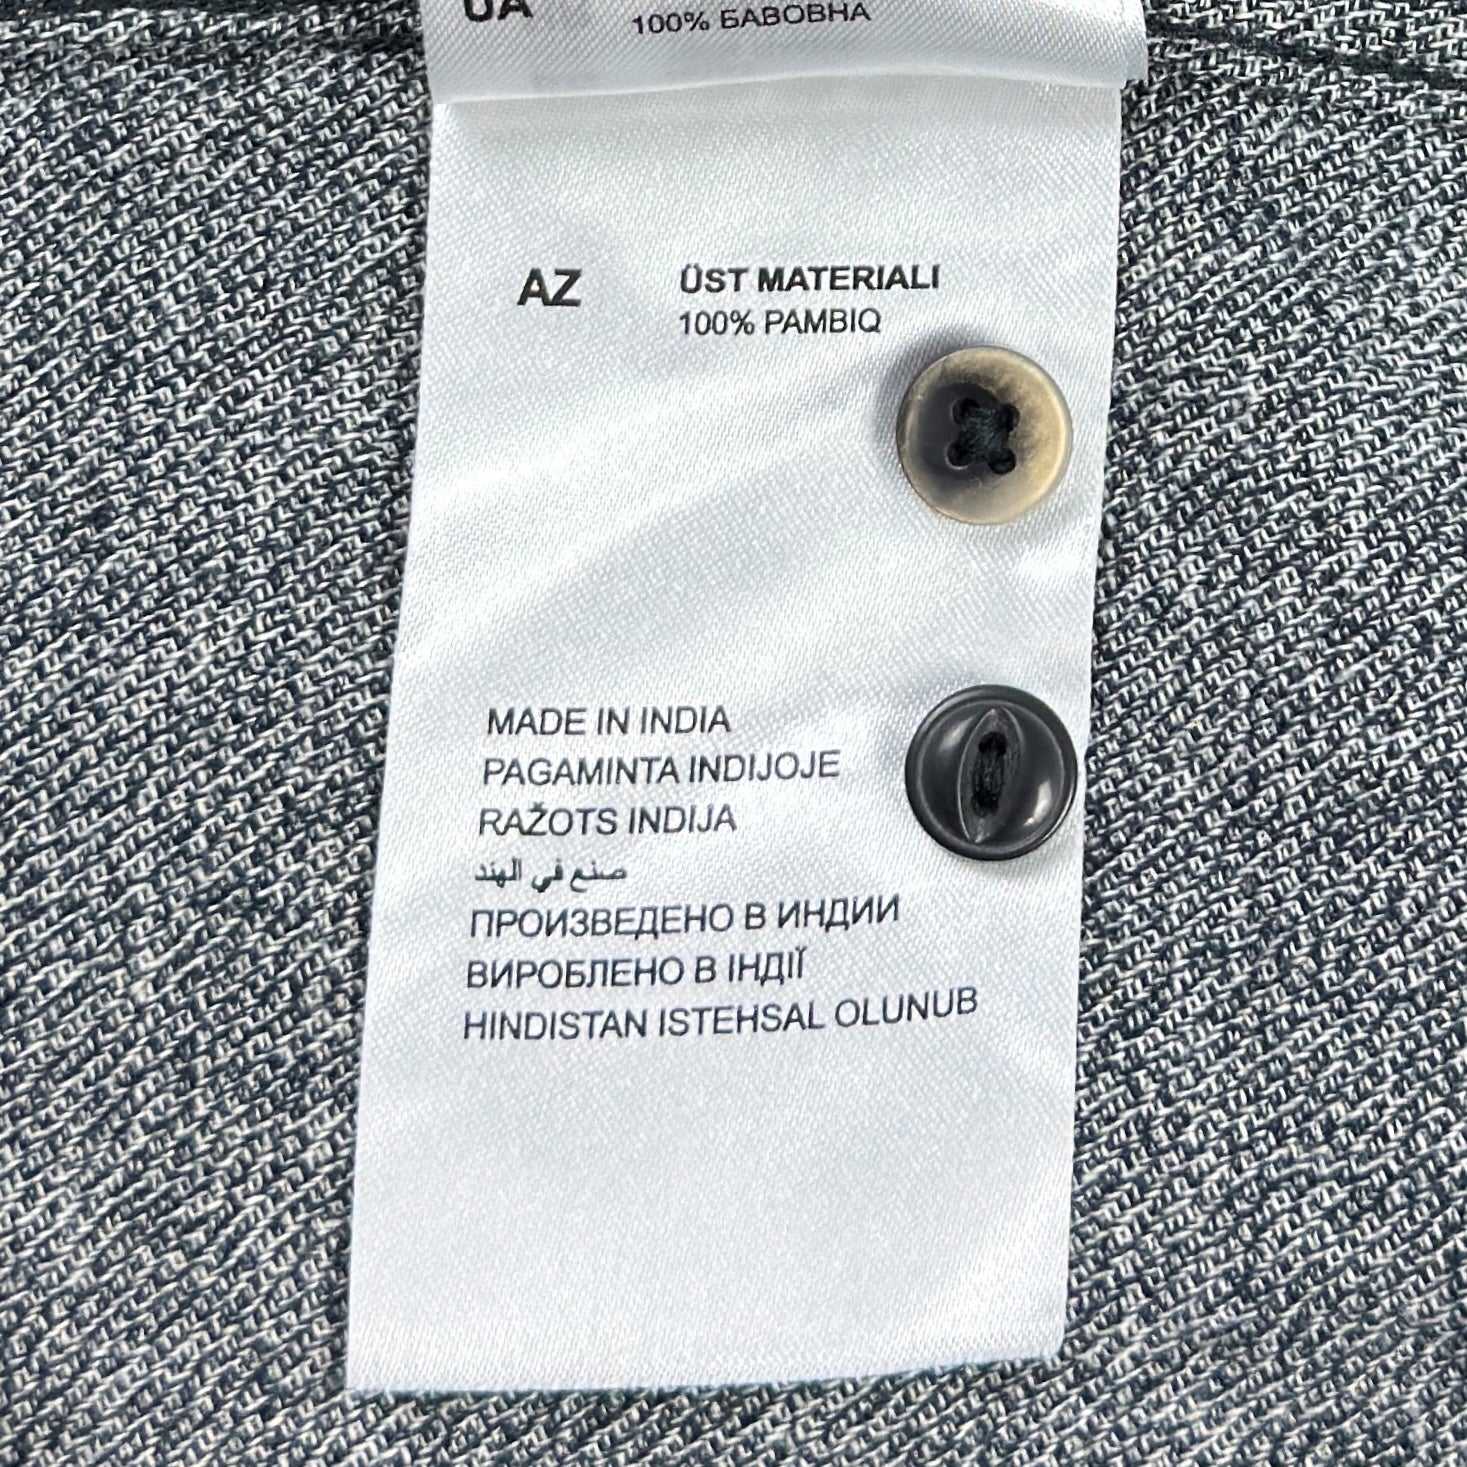 UA 100% БАВОВНА
AZ ÜST MATERIALI
100% PAMBIQ
MADE IN INDIA
PAGAMINTA INDIJOJE
RAŽOTS INDIJA
صنع في الهند
ПРОИЗВЕДЕНО В ИНДИИ
ВИРОБЛЕНО В ІНДІЇ
HINDISTAN ISTEHSAL OLUNUB